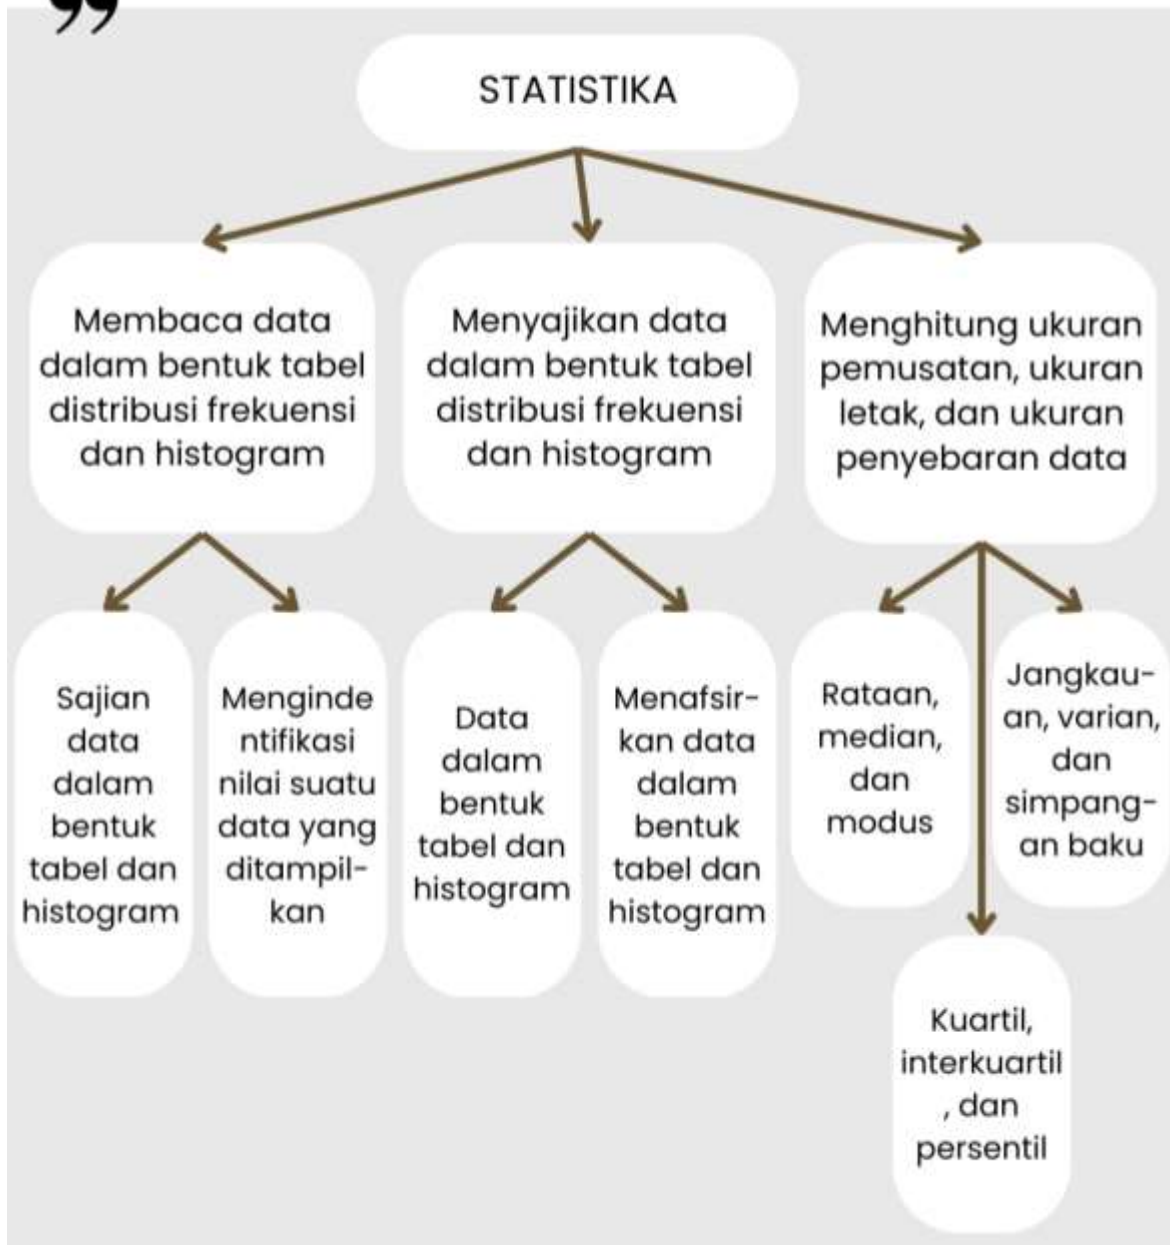 ”
STATISTIKA
Membaca data
dalam bentuk tabel
distribusi frekuensi
dan histogram
Menyajikan data
dalam bentuk tabel
distribusi frekuensi
dan histogram
Menghitung ukuran
pemusatan, ukuran
letak, dan ukuran
penyebaran data
Sajian
data
dalam
bentuk
tabel dan
histogram
Menginde
ntifikasi
nilai suatu
data yang
ditampil-
kan
Data
dalam
bentuk
tabel dan
histogram
Menafsir-
kan data
dalam
bentuk
tabel dan
histogram
Rataan,
median,
dan
modus
Jangkau-
an, varian,
dan
simpang-
an baku
Kuartil,
interkuartil
, dan
persentil